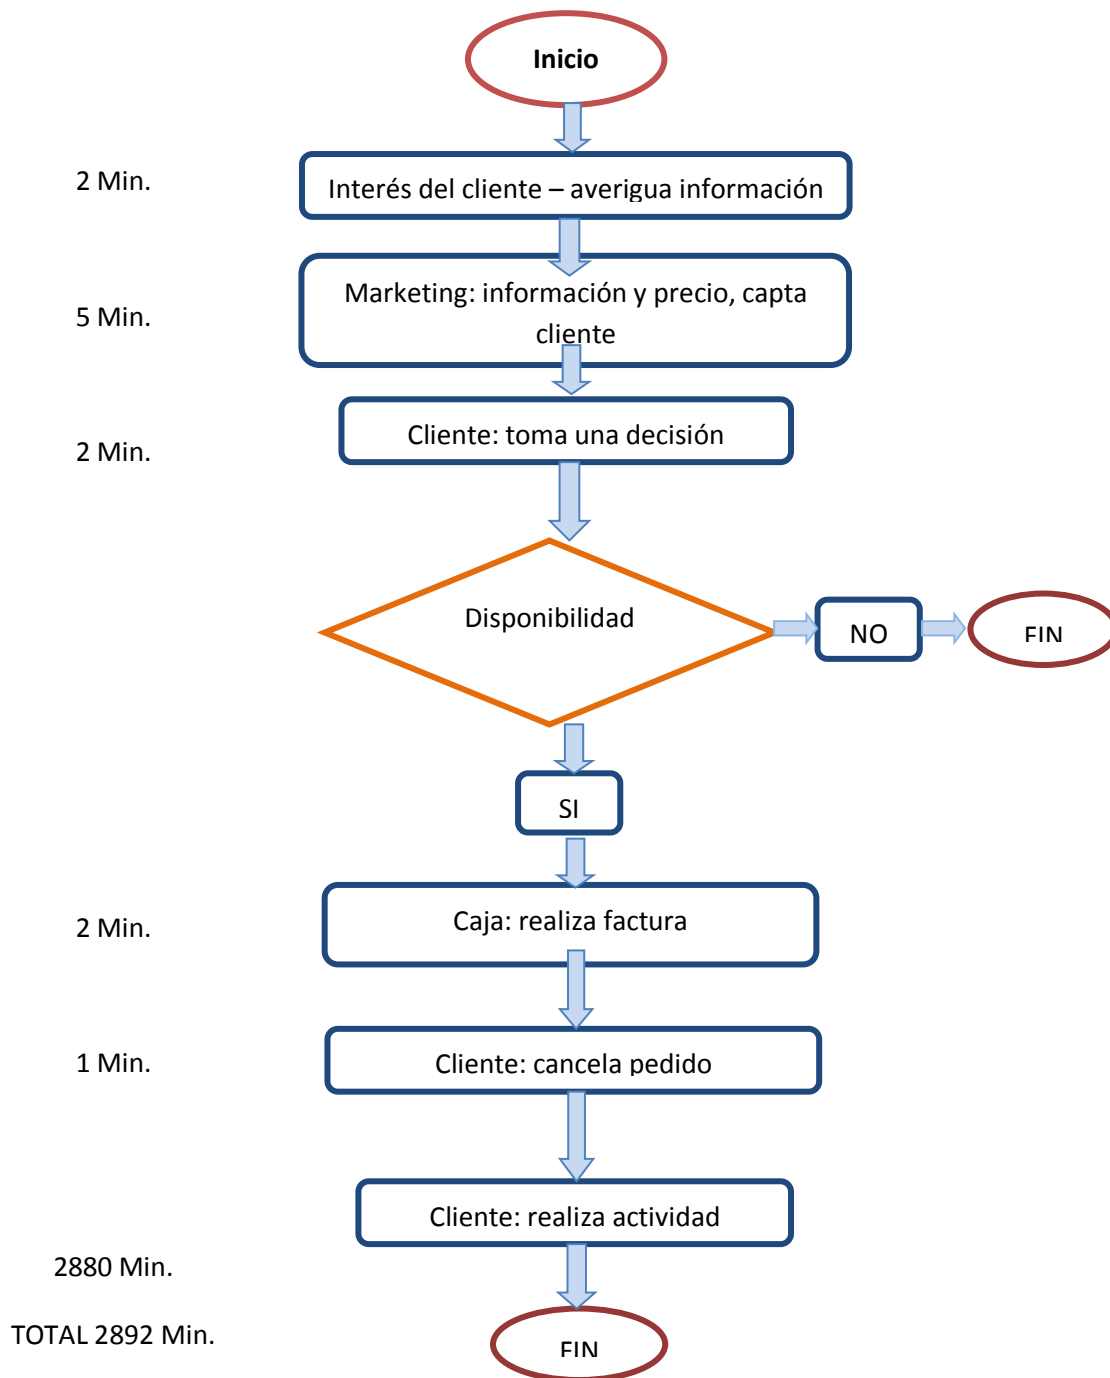 Inicio
2 Min.
Interés del cliente – averigua información
Marketing: información y precio, capta
cliente
5 Min.
Cliente: toma una decisión
2 Min.
Disponibilidad
NO
FIN
SI
Caja: realiza factura
2 Min.
Cliente: cancela pedido
1 Min.
Cliente: realiza actividad
2880 Min.
TOTAL 2892 Min.
FIN